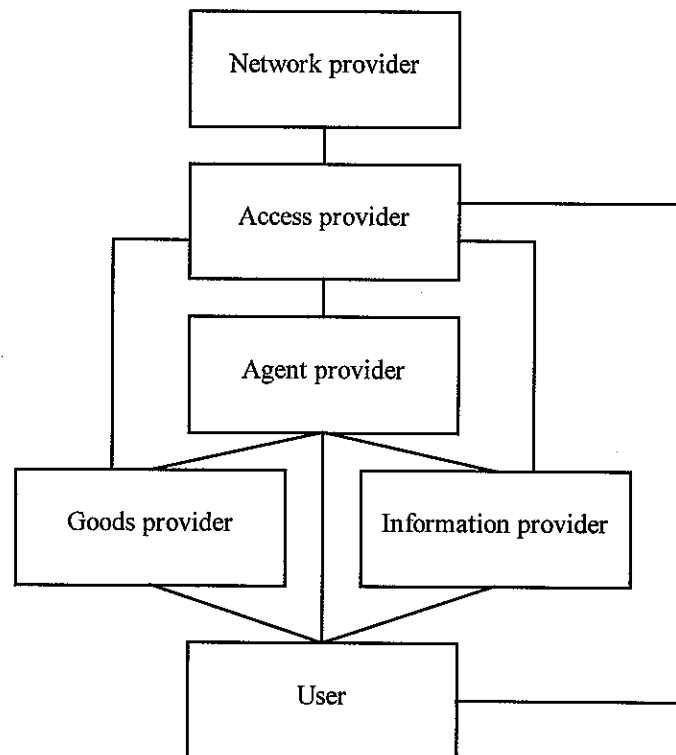 Network provider
Access provider
Agent provider
Goods provider
Information provider
User